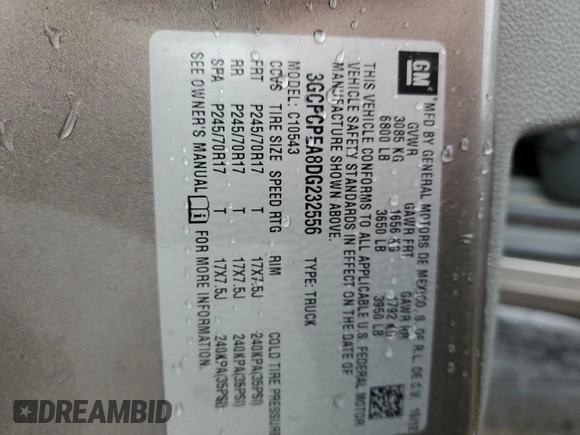 GM
*MFD BY GENERAL MOTORS DE MEXICO, S. DE R.L. DE C.V. 10/12
GVWR GAWR FRT GAWR RR
3085 KG 1656 KG 1792 KG
6800 LB 3650 LB 3950 LB
THIS VEHICLE CONFORMS TO ALL APPLICABLE U.S. FEDERAL MOTOR
VEHICLE SAFETY STANDARDS IN EFFECT ON THE DATE OF
MANUFACTURE SHOWN ABOVE.
3GCPCPEA8DG232556 TYPE: TRUCK
MODEL: C10543
CCVS TIRE SIZE SPEED RTG RIM COLD TIRE PRESSURE
FRT P245/70R17 T 17X7.5J 240KPA(35PSI)
RR P245/70R17 T 17X7.5J 240KPA(35PSI)
SPA P245/70R17 T 17X7.5J 240KPA(35PSI)
SEE OWNER'S MANUAL FOR MORE INFORMATION.
DREAMBID